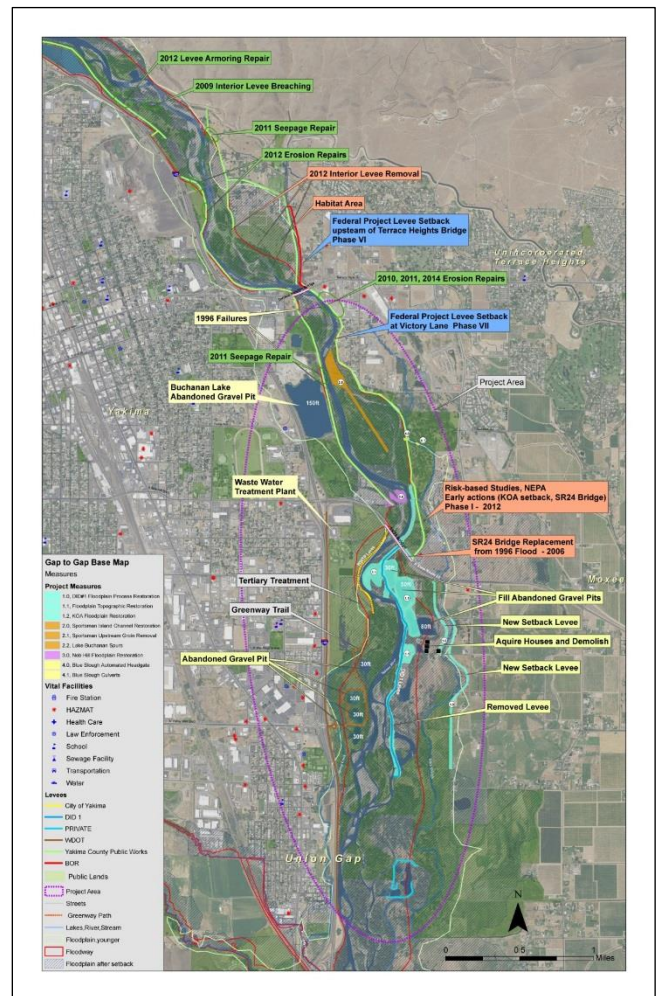 2012 Levee Armoring Repair
2009 Interior Levee Breaching
2011 Seepage Repair
2012 Erosion Repairs
2012 Interior Levee Removal
Habitat Area
Federal Project Levee Setback
upsteam of Terrace Heights Bridge
Phase VI
Unincorporated
Terrace Heights
2010, 2011, 2014 Erosion Repairs
1996 Failures
Federal Project Levee Setback
at Victory Lane Phase VII
2011 Seepage Repair
Project Area
Buchanan Lake
Abandoned Gravel Pit
150ft
Yakima
Risk-based Studies, NEPA
Early actions (KOA setback, SR24 Bridge)
Phase I - 2012
Waste Water
Treatment Plant
SR24 Bridge Replacement
from 1996 Flood - 2006
Moxee
Tertiary Treatment
Fill Abandoned Gravel Pits
Greenway Trail
New Setback Levee
Aquire Houses and Demolish
New Setback Levee
Abandoned Gravel Pit
Removed Levee
30ft
30ft
30ft
Union Gap
Gap to Gap Base Map
Measures
Project Measures
1.0, DID#1 Floodplain Process Restoration
1.1, Floodplain Topographic Restoration
1.2, KOA Floodplain Restoration
2.0, Sportsman Island Channel Restoration
2.1, Sportsman Upstream Groin Removal
2.2, Lake Buchanan Spurs
3.0, Nob Hill Floodplain Restoration
4.0, Blue Slough Automated Headgate
4.1, Blue Slough Culverts
Vital Facilities
Fire Station
HAZMAT
Health Care
Law Enforcement
School
Sewage Facility
Transportation
Water
Levees
City of Yakima
DID 1
PRIVATE
WDOT
Yakima County Public Works
BOR
Public Lands
Project Area
Streets
Greenway Path
Lakes,River,Stream
Floodplain younger
Floodway
Floodplain after setback
N
0 0.5 1
Miles